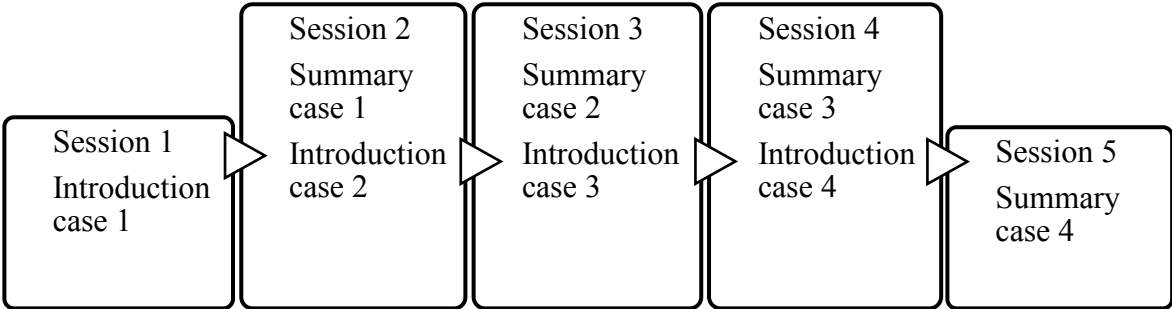 Session 1
Introduction
case 1
Session 2
Summary
case 1
Introduction
case 2
Session 3
Summary
case 2
Introduction
case 3
Session 4
Summary
case 3
Introduction
case 4
Session 5
Summary
case 4